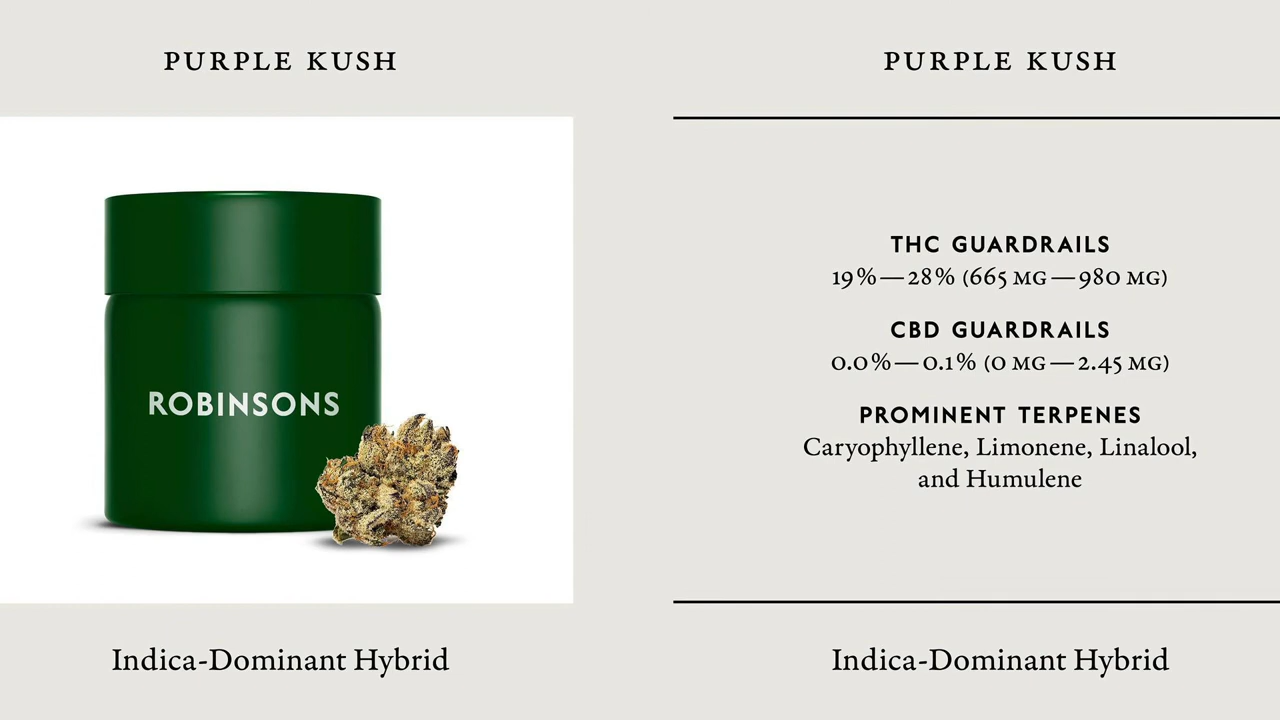 PURPLE KUSH
ROBINSONS
Indica-Dominant Hybrid
PURPLE KUSH
THC GUARDRAILS
19%—28% (665 MG—980 MG)
CBD GUARDRAILS
0.0%—0.1% (0 MG—2.45 MG)
PROMINENT TERPENES
Caryophyllene, Limonene, Linalool,
and Humulene
Indica-Dominant Hybrid